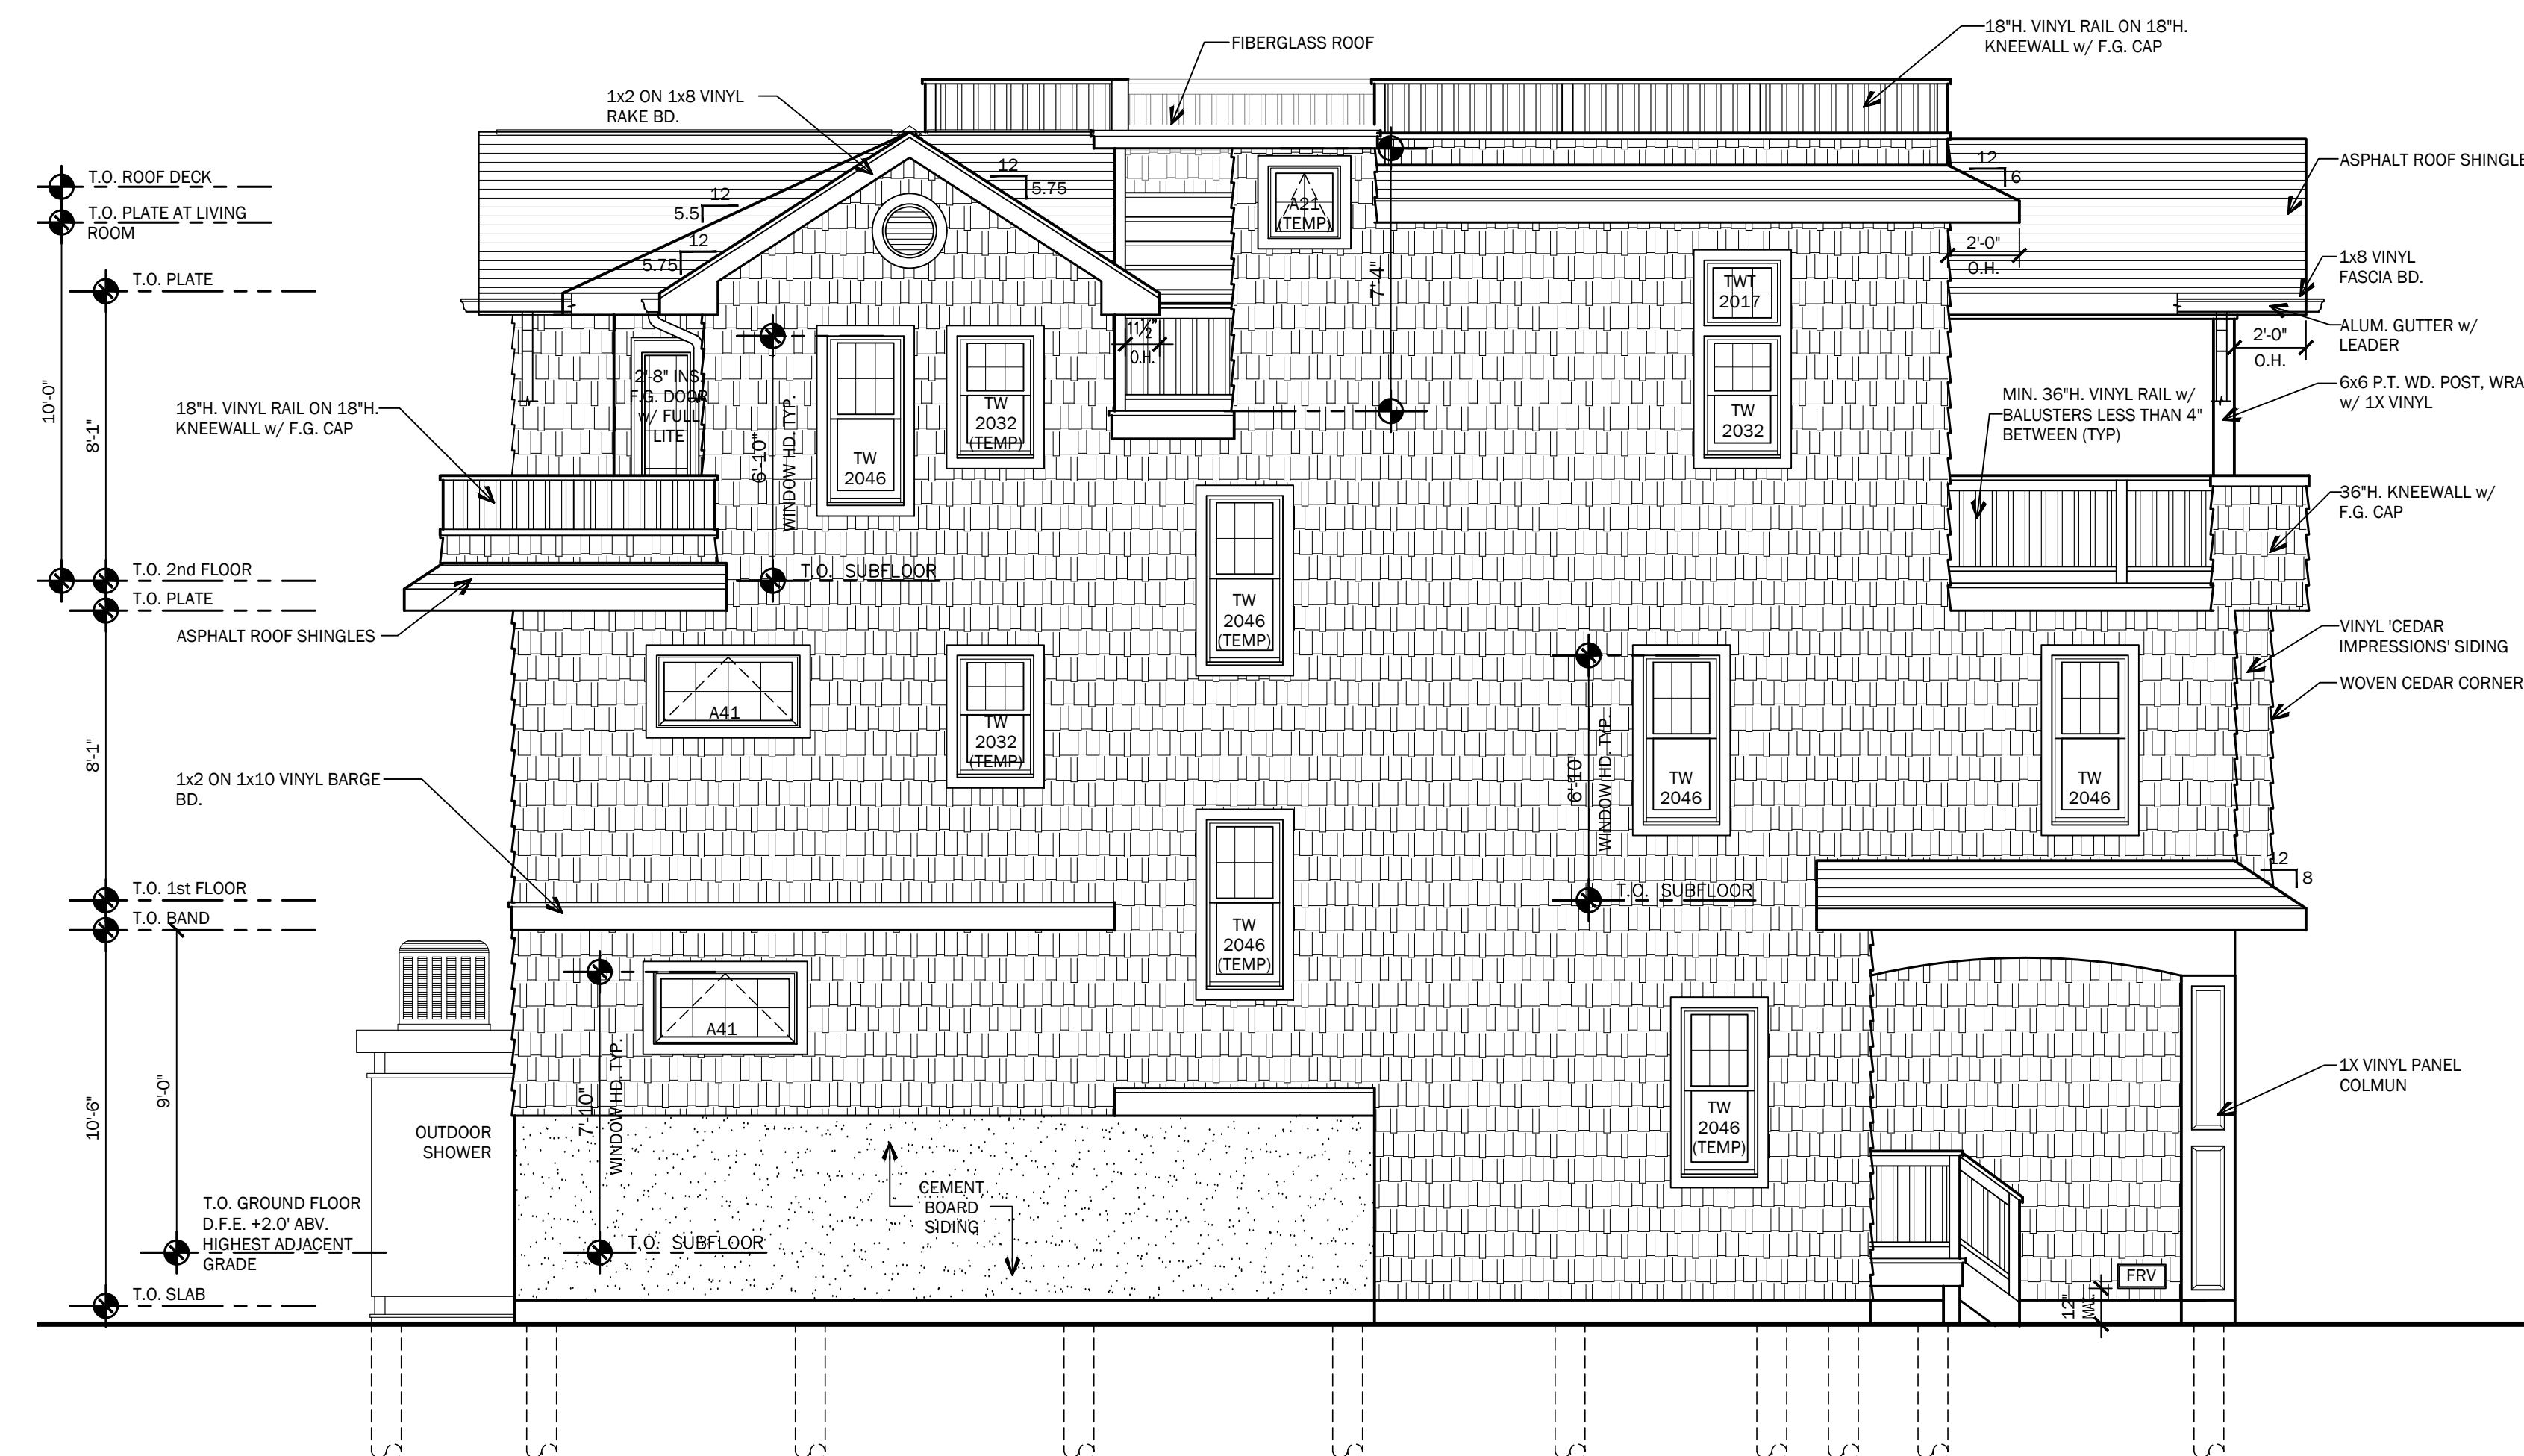 FIBERGLASS ROOF
18"H. VINYL RAIL ON 18"H.
KNEEWALL w/ F.G. CAP
1x2 ON 1x8 VINYL
RAKE BD.
T.O. ROOF DECK
T.O. PLATE AT LIVING
ROOM
T.O. PLATE
12
5.5
12
5.75
12
5.75
A21
(TEMP)
12
6
ASPHALT ROOF SHINGLE
2'-0"
O.H.
1x8 VINYL
FASCIA BD.
TWT
2017
7'-4"
11½"
O.H.
ALUM. GUTTER w/
LEADER
2'-0"
O.H.
10'-0"
8'-1"
18"H. VINYL RAIL ON 18"H.
KNEEWALL w/ F.G. CAP
2'-8" INS.
F.G. DOOR
w/ FULL
LITE
6'-10"
WINDOW HD. TYP.
TW
2046
TW
2032
(TEMP)
TW
2032
MIN. 36"H. VINYL RAIL w/
BALUSTERS LESS THAN 4"
BETWEEN (TYP)
6x6 P.T. WD. POST, WRA
w/ 1X VINYL
36"H. KNEEWALL w/
F.G. CAP
T.O. 2nd FLOOR
T.O. SUBFLOOR
T.O. PLATE
ASPHALT ROOF SHINGLES
TW
2046
(TEMP)
VINYL 'CEDAR
IMPRESSIONS' SIDING
WOVEN CEDAR CORNER
A41
TW
2032
(TEMP)
8'-1"
6'-10"
WINDOW HD. TYP.
TW
2046
TW
2046
1x2 ON 1x10 VINYL BARGE
BD.
12
8
T.O. 1st FLOOR
T.O. SUBFLOOR
T.O. BAND
TW
2046
(TEMP)
A41
7'-10"
WINDOW HD. TYP.
9'-0"
10'-6"
OUTDOOR
SHOWER
TW
2046
(TEMP)
1X VINYL PANEL
COLMUN
CEMENT
BOARD
SIDING
T.O. GROUND FLOOR
D.F.E. +2.0' ABV.
HIGHEST ADJACENT
GRADE
T.O. SUBFLOOR
T.O. SLAB
FRV
12"
MAX.